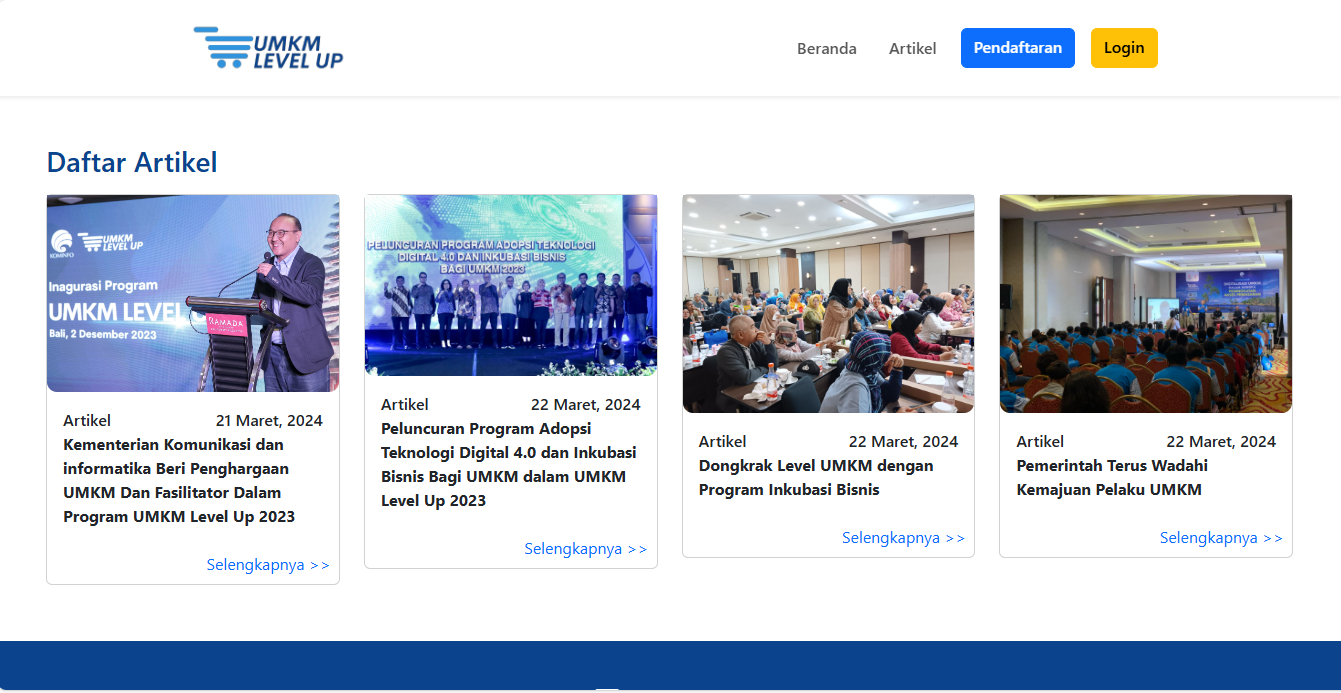 UMKM
LEVEL UP
Beranda
Artikel
Pendaftaran
Login
Daftar Artikel
KOMINFO
UMKM
LEVEL UP
Inagurasi Program
UMKM LEVEL
Bali, 2 Desember 2023
RAMADA
Artikel
21 Maret, 2024
Kementerian Komunikasi dan
informatika Beri Penghargaan
UMKM Dan Fasilitator Dalam
Program UMKM Level Up 2023
Selengkapnya >>
PELUNCURAN PROGRAM ADOPSI TEKNOLOGI
DIGITAL 4.0 DAN INKUBASI BISNIS
BAGI UMKM 2023
Artikel
22 Maret, 2024
Peluncuran Program Adopsi
Teknologi Digital 4.0 dan Inkubasi
Bisnis Bagi UMKM dalam UMKM
Level Up 2023
Selengkapnya >>
Artikel
22 Maret, 2024
Dongkrak Level UMKM dengan
Program Inkubasi Bisnis
Selengkapnya >>
Artikel
22 Maret, 2024
Pemerintah Terus Wadahi
Kemajuan Pelaku UMKM
Selengkapnya >>